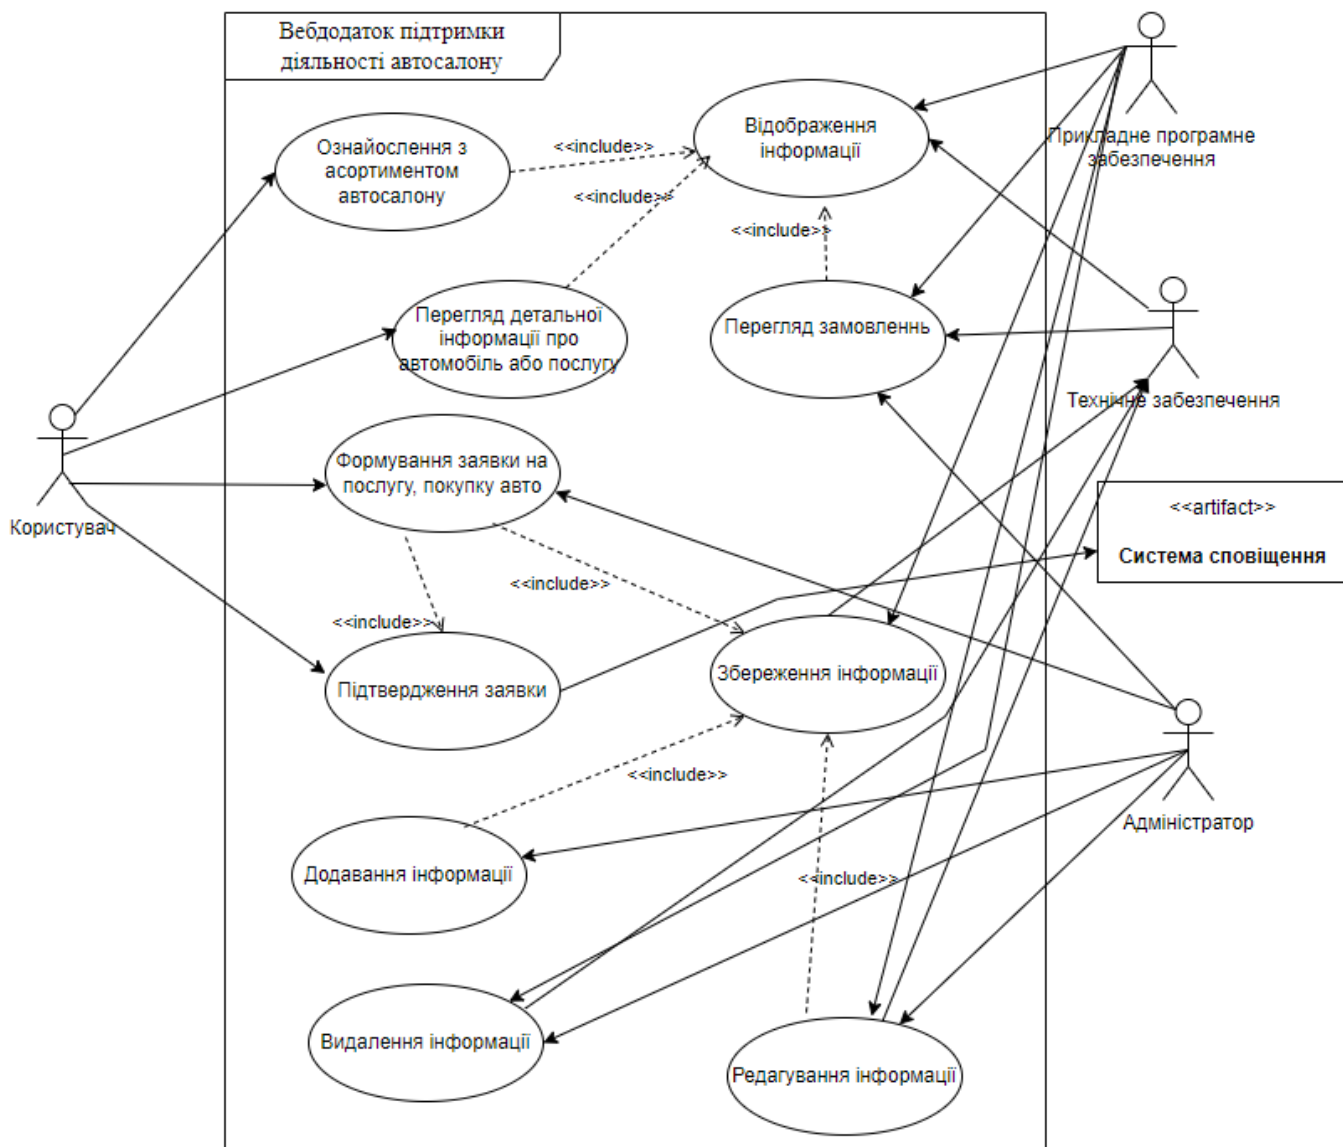 Вебдодаток підтримки
діяльності автосалону
Ознайослення з
асортиментом
автосалону
<<include>>
Відображення
інформації
Прикладне програмне
забезпечення
<<include>>
<<include>>
Перегляд детальної
інформації про
автомобіль або послугу
Перегляд замовленнь
Технічне забезпечення
Користувач
Формування заявки на
послугу, покупку авто
<<artifact>>
Система сповіщення
<<include>>
<<include>>
Підтвердження заявки
Збереження інформації
<<include>>
Адміністратор
Додавання інформації
<<include>>
Видалення інформації
Редагування інформації